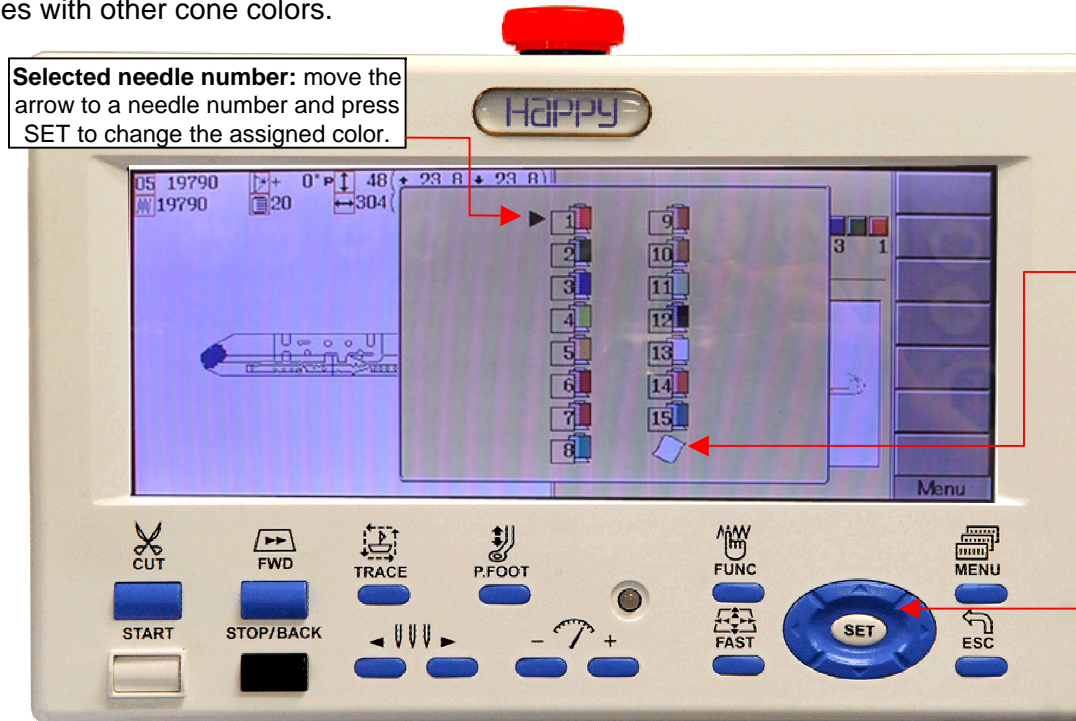 es with other cone colors.
Selected needle number: move the
arrow to a needle number and press
SET to change the assigned color.
Happy
05 19790 + 0° P 48( 23 8 23 8)
19790 20 304(
1 9
2 10
3 11
4 12
5 13
6 14
7 15
8
3 1
Menu
CUT FWD TRACE P.FOOT FUNC MENU
START STOP/BACK - + FAST SET ESC